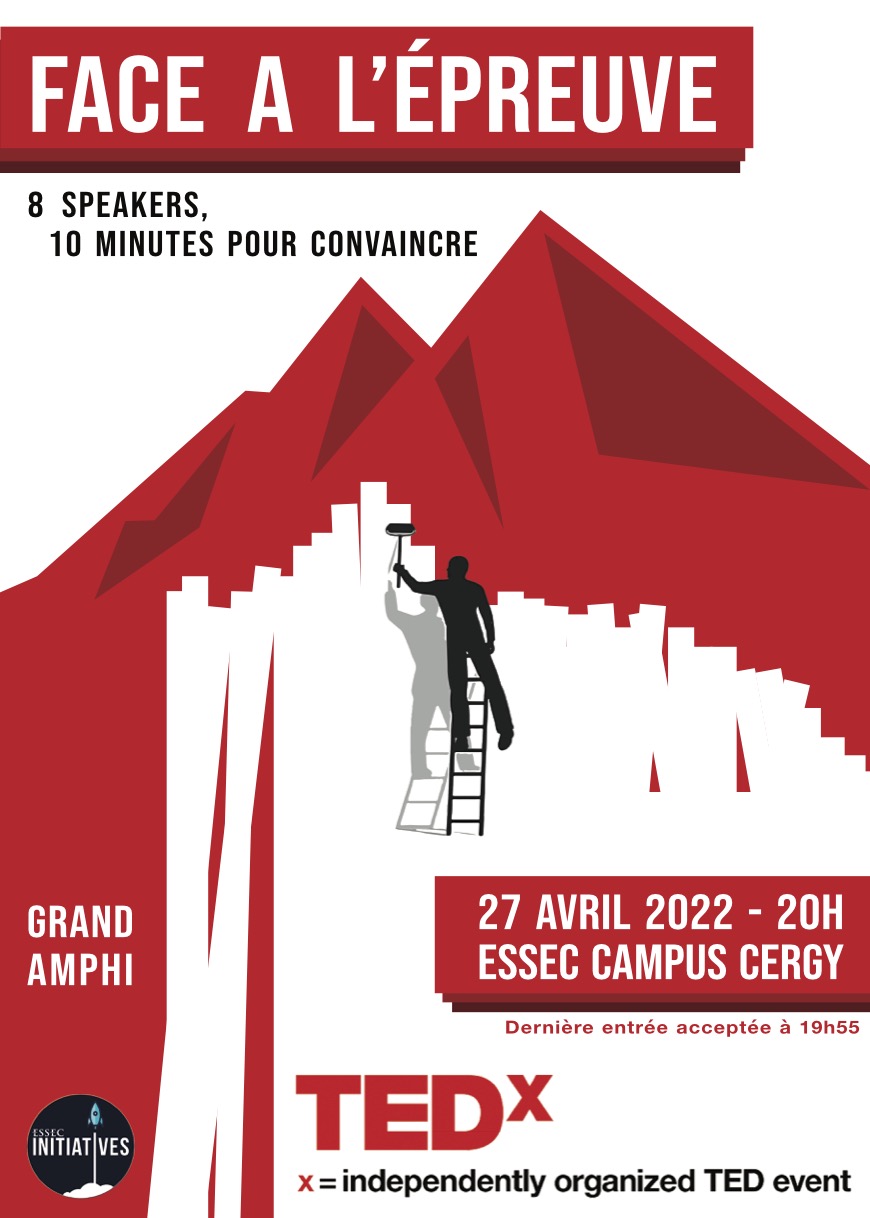 FACE A L'ÉPREUVE
8 SPEAKERS,
10 MINUTES POUR CONVAINCRE
GRAND
AMPHI
27 AVRIL 2022 - 20H
ESSEC CAMPUS CERGY
Dernière entrée acceptée à 19h55
TEDx
x = independently organized TED event
ESSEC
INITIATIVES